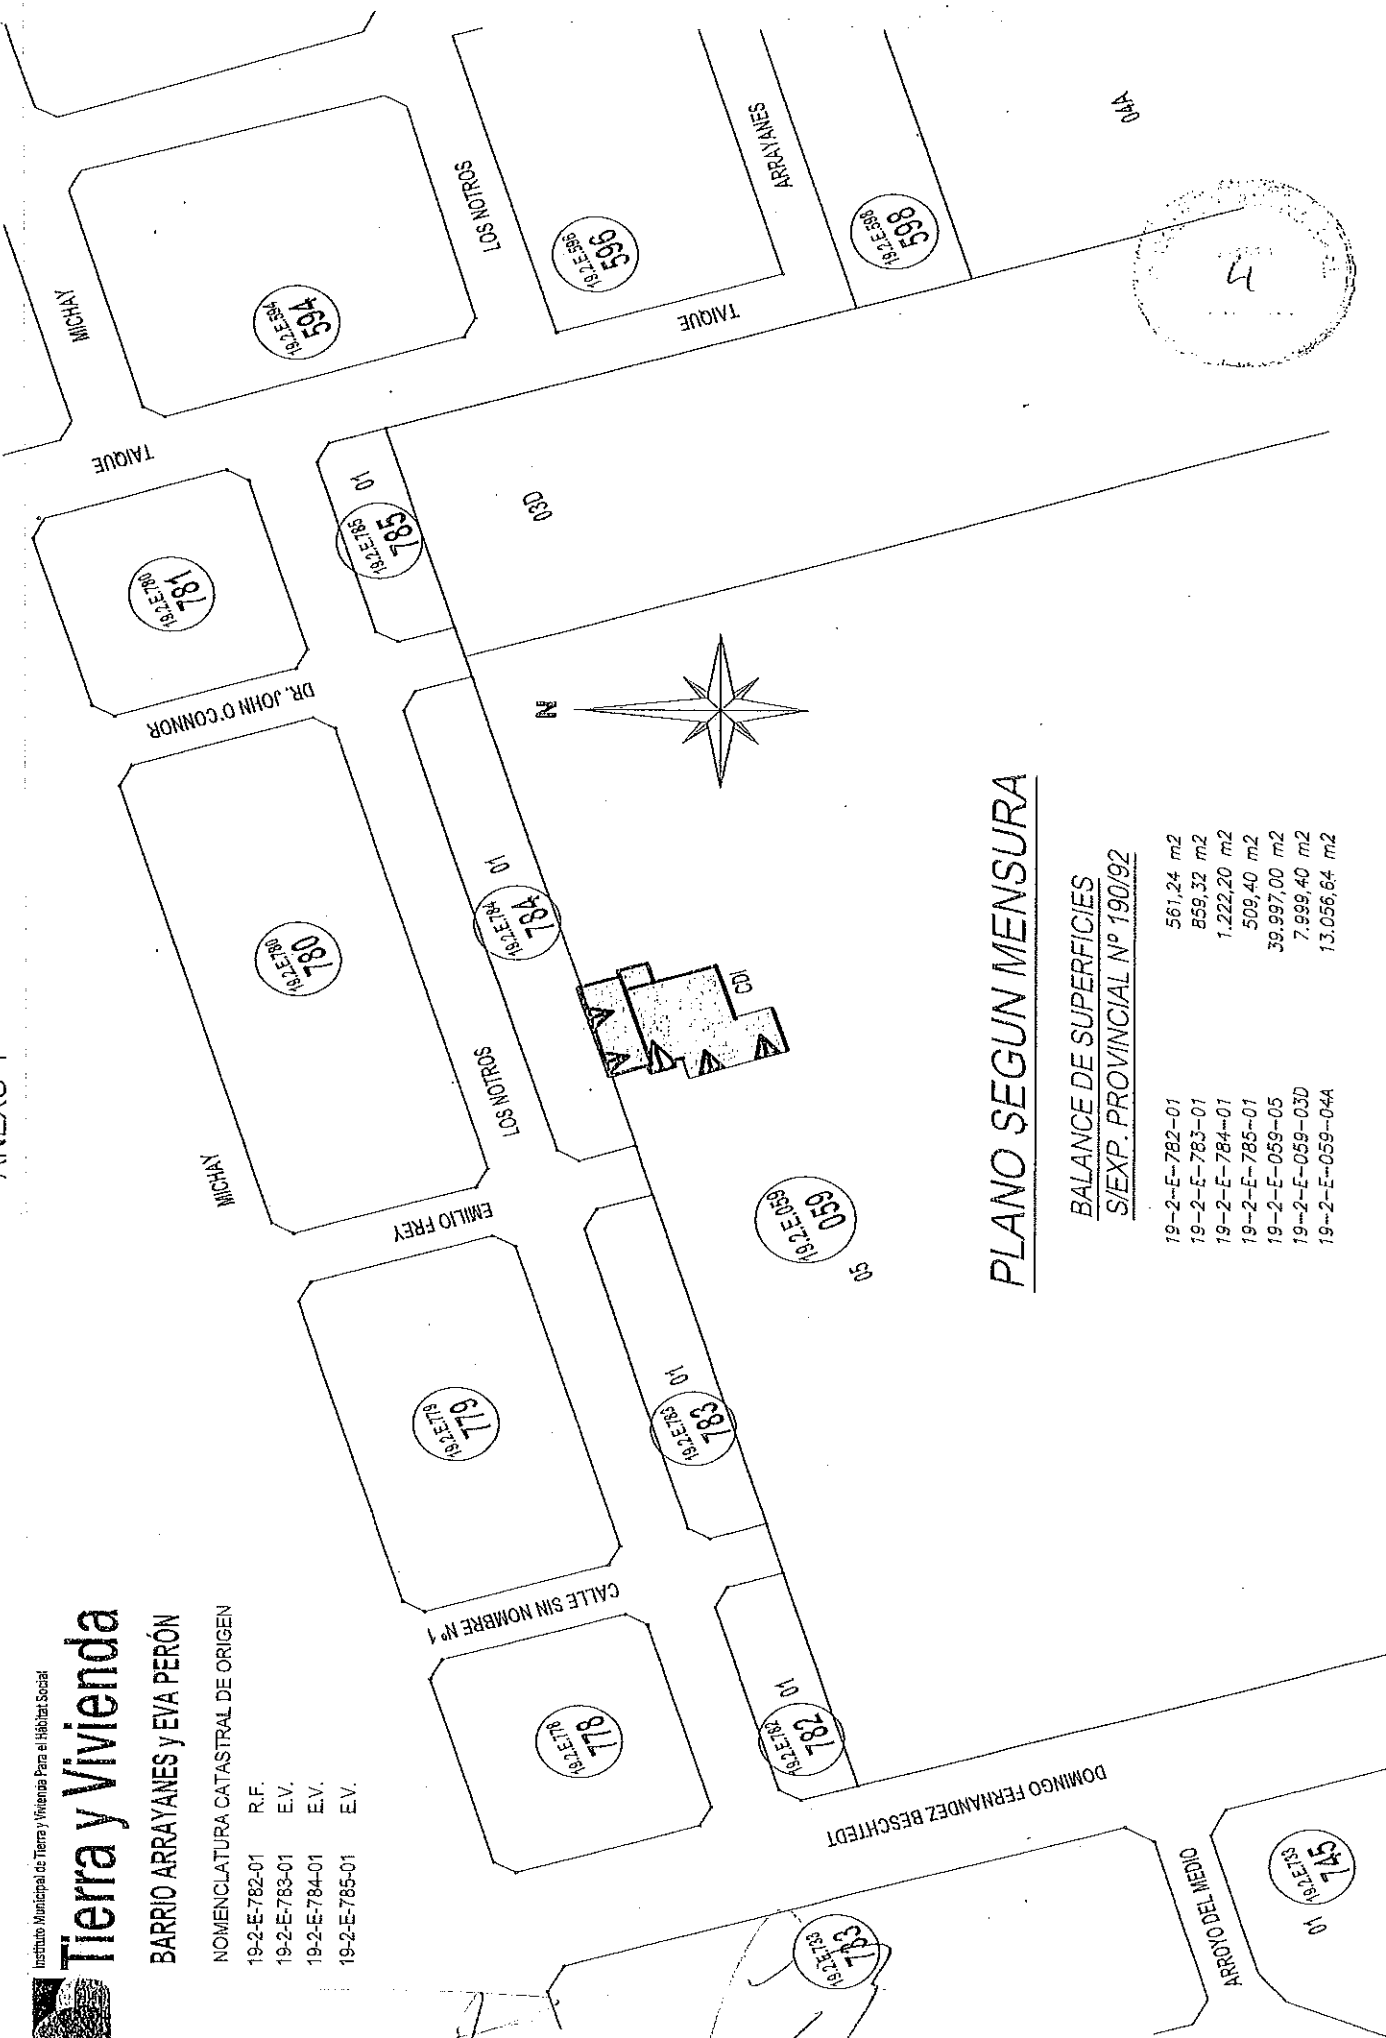 Instituto Municipal de Tierra y Vivienda Para el Hábitat Social
Tierra y Vivienda
BARRIO ARRAYANES y EVA PERÓN
NOMENCLATURA CATASTRAL DE ORIGEN
19-2-E-782-01 R.F.
19-2-E-783-01 E.V.
19-2-E-784-01 E.V.
19-2-E-785-01 E.V.
MICHAY
TAIQUE
MICHAY
DR. JOHN O'CONNOR
EMILIO FREY
CALLE SIN NOMBRE Nº 1
LOS NOTROS
LOS NOTROS
TAIQUE
ARRAYANES
DOMINGO FERNANDEZ BESCHTEDT
ARROYO DEL MEDIO
19.2.E.778
778
19.2.E.779
779
19.2.E.780
780
19.2.E.780
781
19.2.E.594
594
19.2.E.596
596
19.2.E.598
598
19.2.E.782
782
01
19.2.E.783
783
01
19.2.E.784
784
01
19.2.E.785
785
01
19.2.E.059
059
05
03D
04A
CDI
N
19.2.E.733
733
19.2.E.733
745
01
4
PLANO SEGUN MENSURA
BALANCE DE SUPERFICIES
S/EXP. PROVINCIAL Nº 190/92
19-2-E-782-01 561,24 m2
19-2-E-783-01 859,32 m2
19-2-E-784-01 1.222,20 m2
19-2-E-785-01 509,40 m2
19-2-E-059-05 39.997,00 m2
19-2-E-059-03D 7.999,40 m2
19-2-E-059-04A 13.056,64 m2